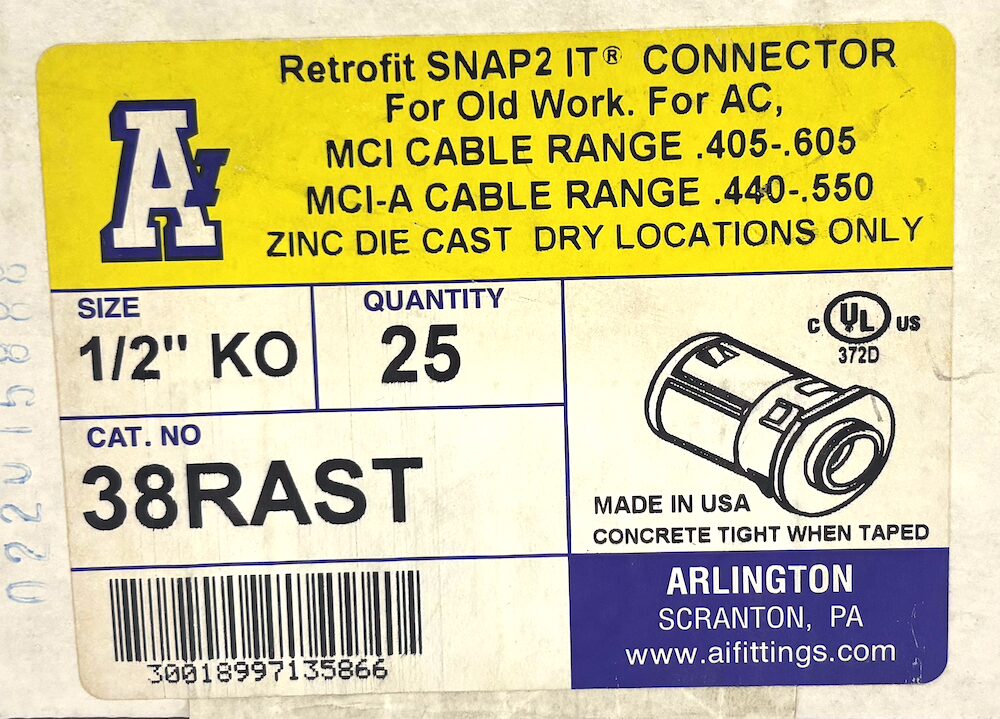 Retrofit SNAP2 IT® CONNECTOR
For Old Work. For AC,
MCI CABLE RANGE .405-.605
MCI-A CABLE RANGE .440-.550
ZINC DIE CAST DRY LOCATIONS ONLY
A
SIZE
1/2" KO
QUANTITY
25
C UL US
372D
CAT. NO
38RAST
MADE IN USA
CONCRETE TIGHT WHEN TAPED
30018997135866
ARLINGTON
SCRANTON, PA
www.aifittings.com